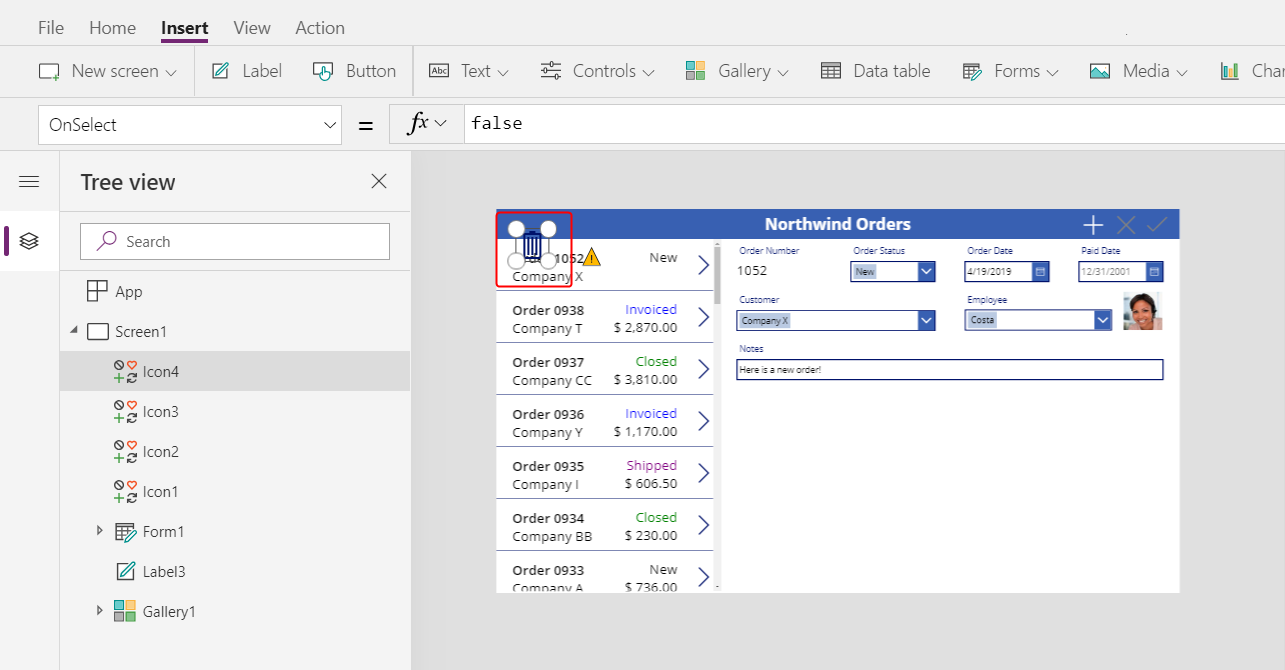 File Home Insert View Action
New screen Label Button Abc Text Controls Gallery Data table Forms Media
OnSelect = fx false
Tree view
Search
App
Screen1
Icon4
Icon3
Icon2
Icon1
Form1
Label3
Gallery1
Northwind Orders
1052 New
Company X
Order 0938 Invoiced
Company T $ 2,870.00
Order 0937 Closed
Company CC $ 3,810.00
Order 0936 Invoiced
Company Y $ 1,170.00
Order 0935 Shipped
Company I $ 606.50
Order 0934 Closed
Company BB $ 230.00
Order 0933 New
Company A $ 736.00
Order Number Order Status Order Date Paid Date
1052 New 4/19/2019 12/31/2001
Customer Employee
Company X Costa
Notes
Here is a new order!